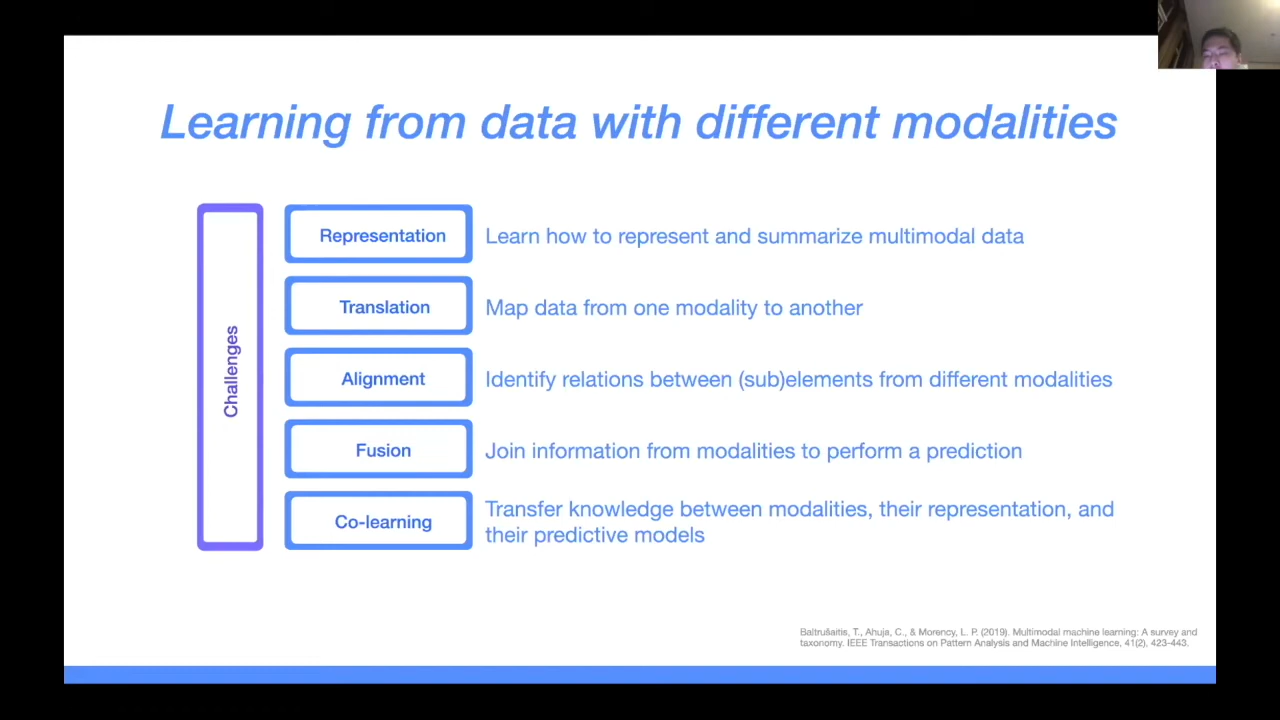 Learning from data with different modalities
Challenges
Representation
Learn how to represent and summarize multimodal data
Translation
Map data from one modality to another
Alignment
Identify relations between (sub)elements from different modalities
Fusion
Join information from modalities to perform a prediction
Co-learning
Transfer knowledge between modalities, their representation, and
their predictive models
Baltrušaitis, T., Ahuja, C., & Morency, L. P. (2019). Multimodal machine learning: A survey and
taxonomy. IEEE Transactions on Pattern Analysis and Machine Intelligence, 41(2), 423-443.